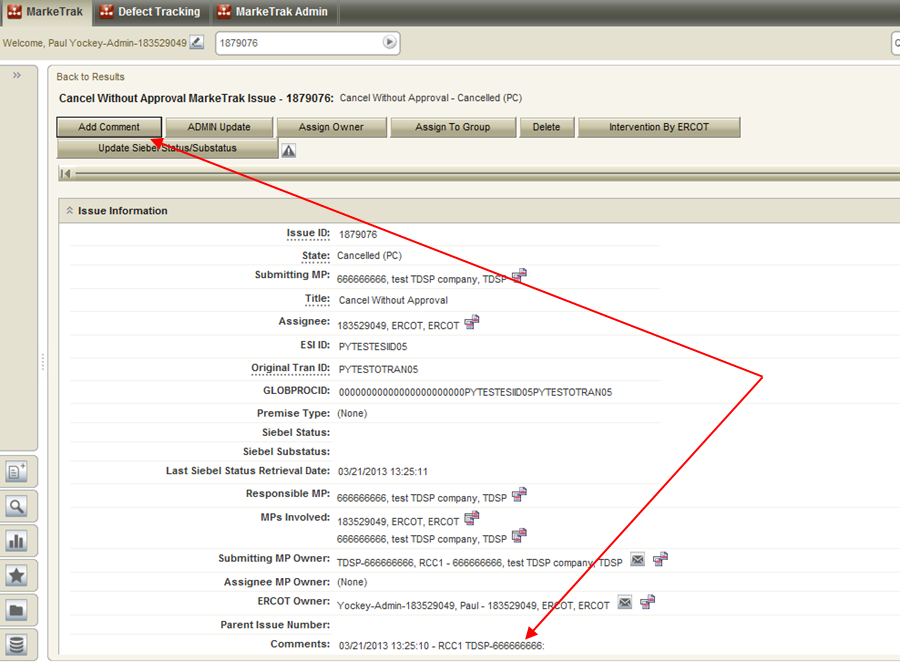 MarkeTrak Defect Tracking MarkeTrak Admin
Welcome, Paul Yockey-Admin-183529049 1879076
Back to Results
Cancel Without Approval MarkeTrak Issue - 1879076: Cancel Without Approval - Cancelled (PC)
Add Comment ADMIN Update Assign Owner Assign To Group Delete Intervention By ERCOT
Update Siebel Status/Substatus
Issue Information
Issue ID: 1879076
State: Cancelled (PC)
Submitting MP: 666666666, test TDSP company, TDSP
Title: Cancel Without Approval
Assignee: 183529049, ERCOT, ERCOT
ESI ID: PYTESTESIID05
Original Tran ID: PYTESTOTRAN05
GLOBPROCID: 00000000000000000000000PYTESTESIID05PYTESTOTRAN05
Premise Type: (None)
Siebel Status:
Siebel Substatus:
Last Siebel Status Retrieval Date: 03/21/2013 13:25:11
Responsible MP: 666666666, test TDSP company, TDSP
MPs Involved: 183529049, ERCOT, ERCOT
666666666, test TDSP company, TDSP
Submitting MP Owner: TDSP-666666666, RCC1 - 666666666, test TDSP company, TDSP
Assignee MP Owner: (None)
ERCOT Owner: Yockey-Admin-183529049, Paul - 183529049, ERCOT, ERCOT
Parent Issue Number:
Comments: 03/21/2013 13:25:10 - RCC1 TDSP-666666666: